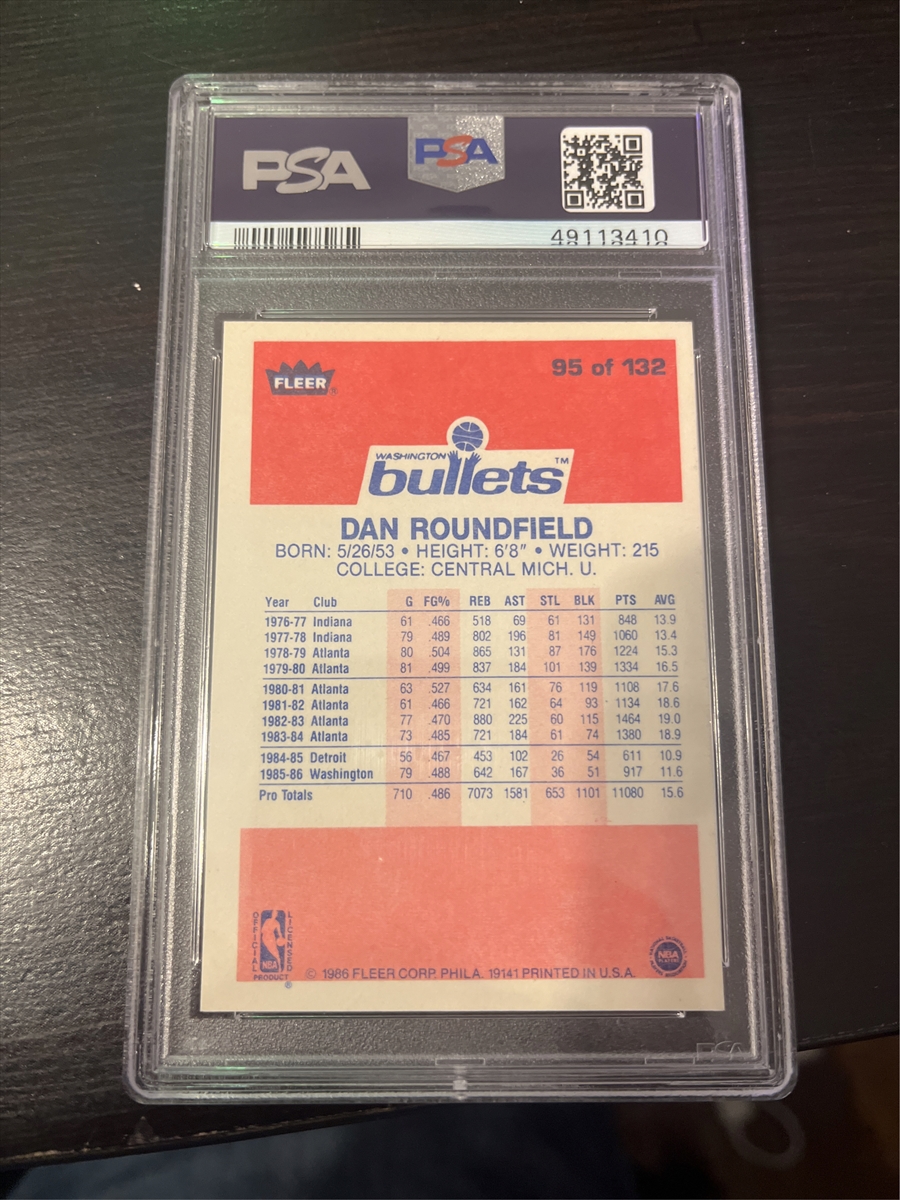 PSA PSA
49113410
FLEER® 95 of 132
WASHINGTON
bullets™
DAN ROUNDFIELD
BORN: 5/26/53 • HEIGHT: 6'8" • WEIGHT: 215
COLLEGE: CENTRAL MICH. U.
Year Club G FG% REB AST STL BLK PTS AVG
1976-77 Indiana 61 .466 518 69 61 131 848 13.9
1977-78 Indiana 79 .489 802 196 81 149 1060 13.4
1978-79 Atlanta 80 .504 865 131 87 176 1224 15.3
1979-80 Atlanta 81 .499 837 184 101 139 1334 16.5
1980-81 Atlanta 63 .527 634 161 76 119 1108 17.6
1981-82 Atlanta 61 .466 721 162 64 93 1134 18.6
1982-83 Atlanta 77 .470 880 225 60 115 1464 19.0
1983-84 Atlanta 73 .485 721 184 61 74 1380 18.9
1984-85 Detroit 56 .467 453 102 26 54 611 10.9
1985-86 Washington 79 .488 642 167 36 51 917 11.6
Pro Totals 710 .486 7073 1581 653 1101 11080 15.6
OFFICIAL LICENSED
NBA
PRODUCT®
NBA
PLAYERS
© 1986 FLEER CORP. PHILA. 19141 PRINTED IN U.S.A.
PSA